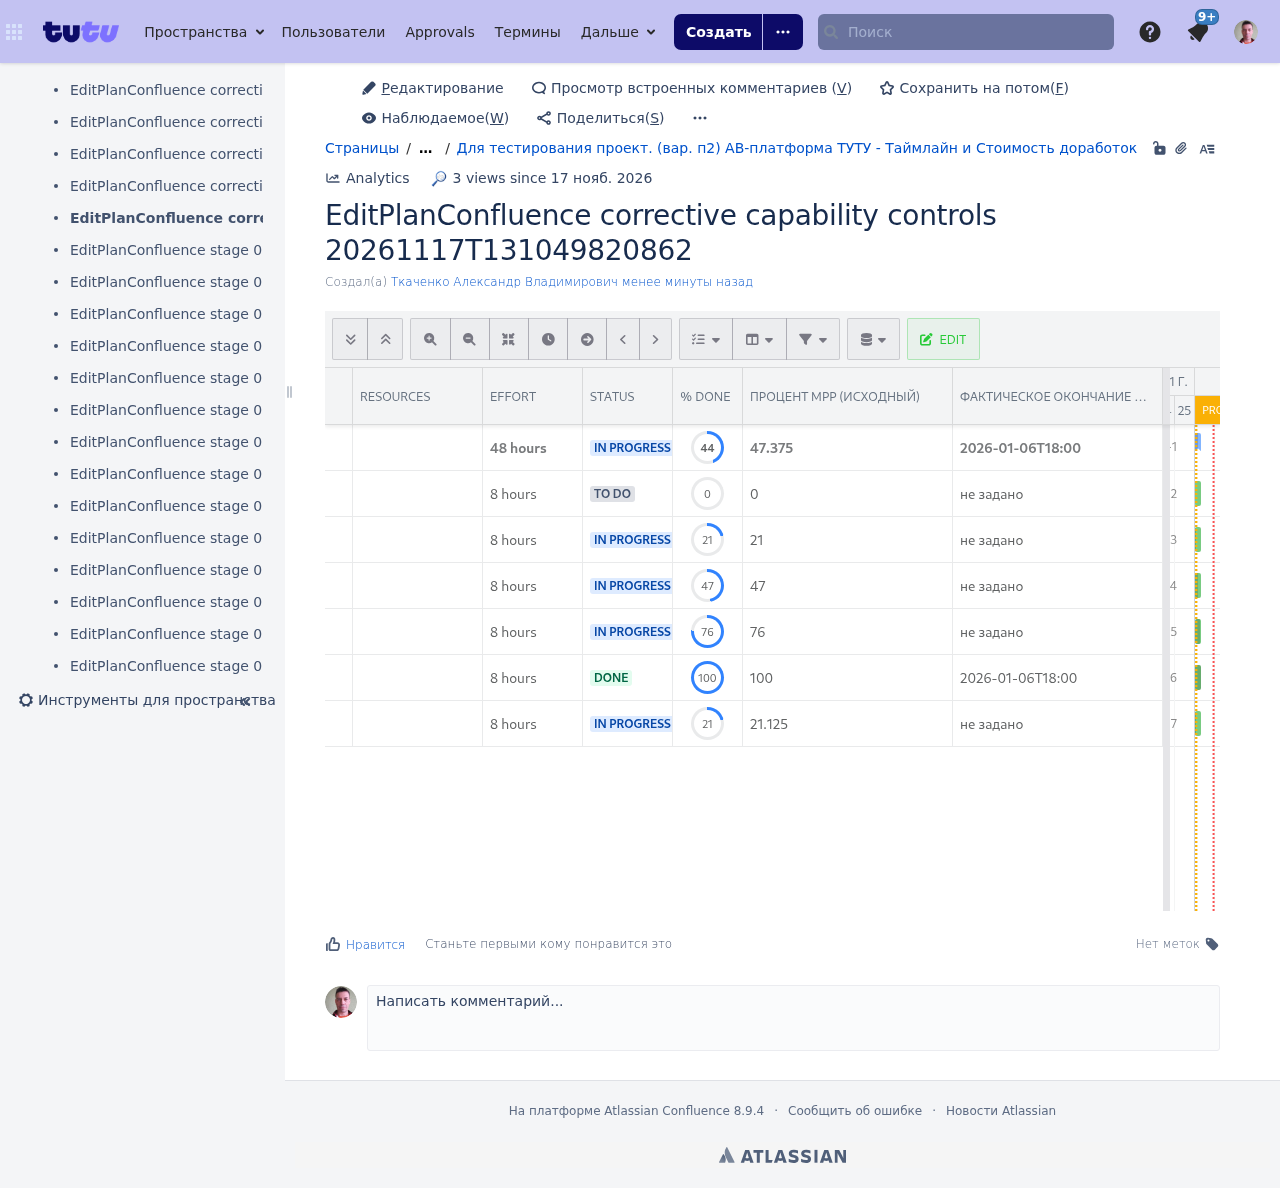 tutu Пространства Пользователи Approvals Термины Дальше Создать Поиск 9+
EditPlanConfluence correcti
EditPlanConfluence correcti
EditPlanConfluence correcti
EditPlanConfluence correcti
EditPlanConfluence corre
EditPlanConfluence stage 0
EditPlanConfluence stage 0
EditPlanConfluence stage 0
EditPlanConfluence stage 0
EditPlanConfluence stage 0
EditPlanConfluence stage 0
EditPlanConfluence stage 0
EditPlanConfluence stage 0
EditPlanConfluence stage 0
EditPlanConfluence stage 0
EditPlanConfluence stage 0
EditPlanConfluence stage 0
EditPlanConfluence stage 0
EditPlanConfluence stage 0
Инструменты для пространства
Редактирование Просмотр встроенных комментариев (V) Сохранить на потом(F)
Наблюдаемое(W) Поделиться(S)
Страницы / ... / Для тестирования проект. (вар. п2) АВ-платформа ТУТУ - Таймлайн и Стоимость доработок
Analytics 3 views since 17 нояб. 2026
EditPlanConfluence corrective capability controls
20261117T131049820862
Создал(а) Ткаченко Александр Владимирович менее минуты назад
EDIT
RESOURCES EFFORT STATUS % DONE ПРОЦЕНТ MPP (ИСХОДНЫЙ) ФАКТИЧЕСКОЕ ОКОНЧАНИЕ ... 1 Г.
25 PRO
48 hours IN PROGRESS 44 47.375 2026-01-06T18:00 1
8 hours TO DO 0 0 не задано 2
8 hours IN PROGRESS 21 21 не задано 3
8 hours IN PROGRESS 47 47 не задано 4
8 hours IN PROGRESS 76 76 не задано 5
8 hours DONE 100 100 2026-01-06T18:00 6
8 hours IN PROGRESS 21 21.125 не задано 7
Нравится Станьте первыми кому понравится это Нет меток
Написать комментарий...
На платформе Atlassian Confluence 8.9.4 · Сообщить об ошибке · Новости Atlassian
ATLASSIAN